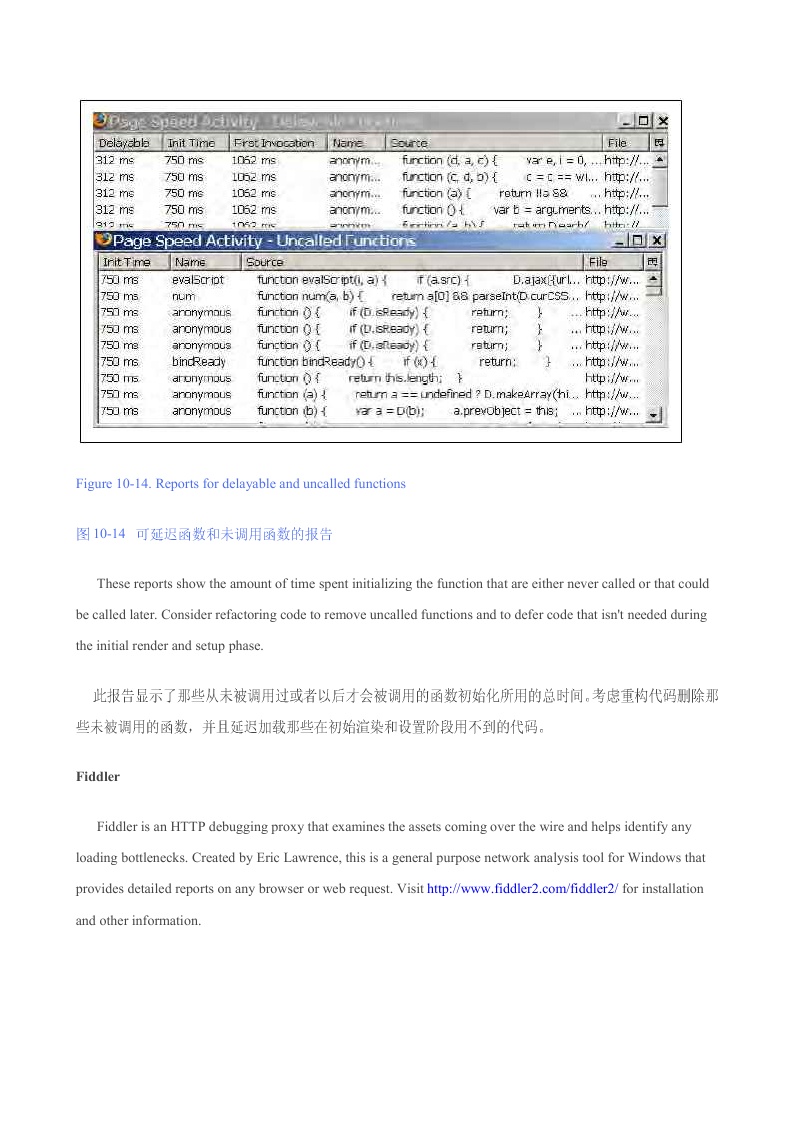 Page Speed Activity - 
Delayable Init Time First Invocation Name Source File
312 ms 750 ms 1062 ms anonym... function (d, a, c) { var e, i = 0, ... http://...
312 ms 750 ms 1062 ms anonym... function (c, d, b) { c = c == wi... http://...
312 ms 750 ms 1062 ms anonym... function (a) { return !!a && ... http://...
312 ms 750 ms 1062 ms anonym... function () { var b = arguments... http://...
312 ms 750 ms 1062 ms anonym... function (a, b) { return D.each(
Page Speed Activity - Uncalled Functions
Init Time Name Source File
750 ms evalScript function evalScript(i, a) { if (a.src) { D.ajax({url... http://w...
750 ms num function num(a, b) { return a[0] && parseInt(D.curCSS... http://w...
750 ms anonymous function () { if (D.isReady) { return; } ... http://w...
750 ms anonymous function () { if (D.isReady) { return; } ... http://w...
750 ms anonymous function () { if (D.isReady) { return; } ... http://w...
750 ms bindReady function bindReady() { if (x) { return; } ... http://w...
750 ms anonymous function () { return this.length; } http://w...
750 ms anonymous function (a) { return a == undefined ? D.makeArray(thi... http://w...
750 ms anonymous function (b) { var a = D(b); a.prevObject = this; ... http://w...
Figure 10-14. Reports for delayable and uncalled functions
图 10-14 可延迟函数和未调用函数的报告
These reports show the amount of time spent initializing the function that are either never called or that could
be called later. Consider refactoring code to remove uncalled functions and to defer code that isn't needed during
the initial render and setup phase.
此报告显示了那些从未被调用过或者以后才会被调用的函数初始化所用的总时间。考虑重构代码删除那
些未被调用的函数，并且延迟加载那些在初始渲染和设置阶段用不到的代码。
Fiddler
Fiddler is an HTTP debugging proxy that examines the assets coming over the wire and helps identify any
loading bottlenecks. Created by Eric Lawrence, this is a general purpose network analysis tool for Windows that
provides detailed reports on any browser or web request. Visit http://www.fiddler2.com/fiddler2/ for installation
and other information.